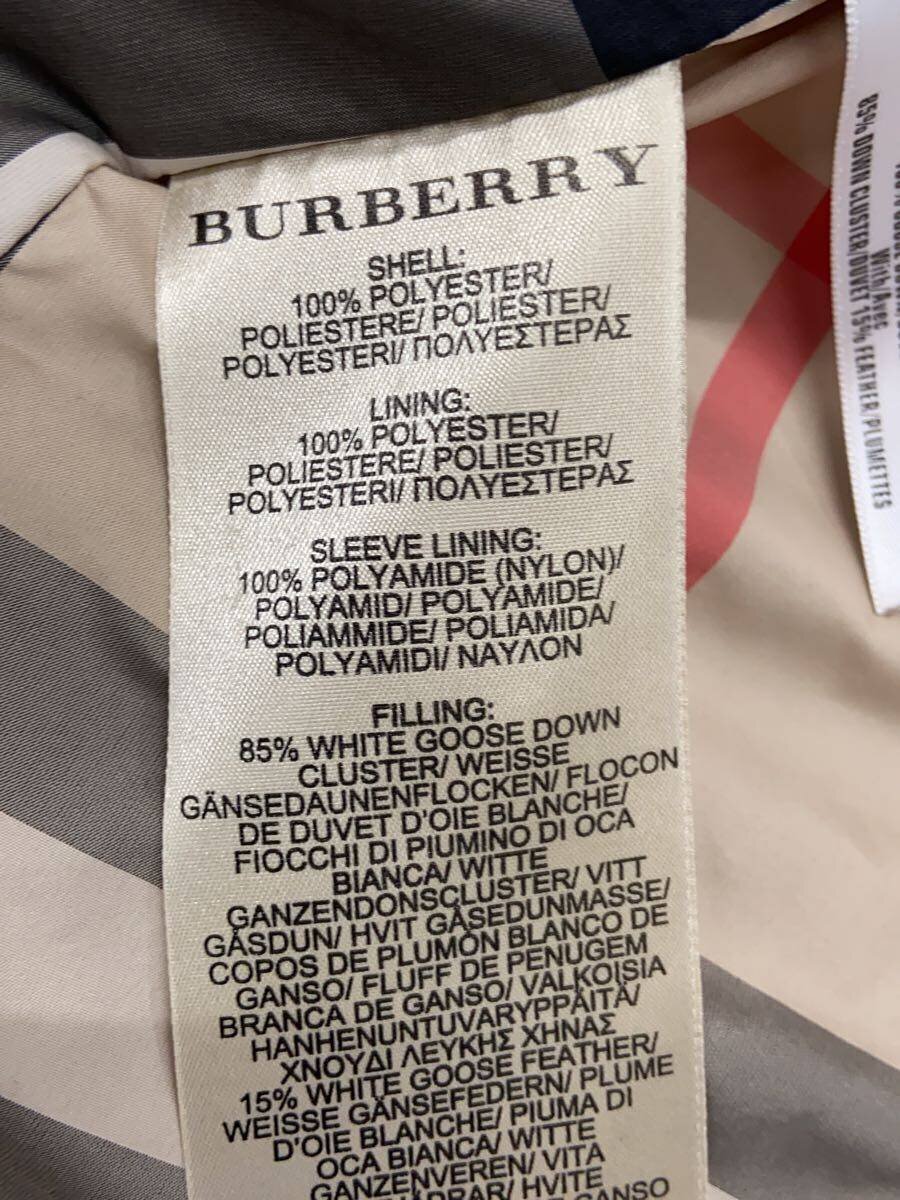 BURBERRY
SHELL:
100% POLYESTER/
POLIESTERE/ POLIESTER/
POLYESTERI/ ΠΟΛΥΕΣΤΕΡΑΣ
LINING:
100% POLYESTER/
POLIESTERE/ POLIESTER/
POLYESTERI/ ΠΟΛΥΕΣΤΕΡΑΣ
SLEEVE LINING:
100% POLYAMIDE (NYLON)/
POLYAMID/ POLYAMIDE/
POLIAMMIDE/ POLIAMIDA/
POLYAMIDI/ ΝΑΥΛΟΝ
FILLING:
85% WHITE GOOSE DOWN
CLUSTER/ WEISSE
GÄNSEDAUNENFLOCKEN/ FLOCON
DE DUVET D'OIE BLANCHE/
FIOCCHI DI PIUMINO DI OCA
BIANCA/ WITTE
GANZENDONSCLUSTER/ VITT
GÅSDUN/ HVIT GÅSEDUNMASSE/
COPOS DE PLUMÓN BLANCO DE
GANSO/ FLUFF DE PENUGEM
BRANCA DE GANSO/ VALKOISIA
HANHENUNTUVARYPPÄITÄ/
ΧΝΟΥΔΙ ΛΕΥΚΗΣ ΧΗΝΑΣ
15% WHITE GOOSE FEATHER/
WEISSE GÄNSEFEDERN/ PLUME
D'OIE BLANCHE/ PIUMA DI
OCA BIANCA/ WITTE
GANZENVEREN/ VITA
HVITE
GANSO
With/Avec
85% DOWN CLUSTER/DUVET 15% FEATHER/PLUMETTES